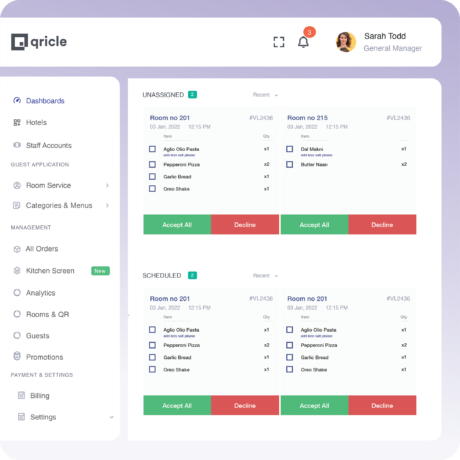 qricle
3
Sarah Todd
General Manager
Dashboards
Hotels
Staff Accounts
GUEST APPLICATION
Room Service
Categories & Menus
MANAGEMENT
All Orders
Kitchen Screen New
Analytics
Rooms & QR
Guests
Promotions
PAYMENT & SETTINGS
Billing
Settings
UNASSIGNED 2 Recent
Room no 201 #VL2436
03 Jan, 2022 12:15 PM
Item Qty
Aglio Olio Pasta x1
add less salt please
Pepperoni Pizza x2
Garlic Bread x1
Oreo Shake x1
Accept All Decline
Room no 215 #VL2436
03 Jan, 2022 12:15 PM
Item Qty
Dal Makni x1
add less salt please
Butter Naan x2
Accept All Decline
SCHEDULED 2 Recent
Room no 201 #VL2436
03 Jan, 2022 12:15 PM
Item Qty
Aglio Olio Pasta x1
add less salt please
Pepperoni Pizza x2
Garlic Bread x1
Oreo Shake x1
Accept All Decline
Room no 201 #VL2436
03 Jan, 2022 12:15 PM
Item Qty
Aglio Olio Pasta x1
add less salt please
Pepperoni Pizza x2
Garlic Bread x1
Oreo Shake x1
Accept All Decline